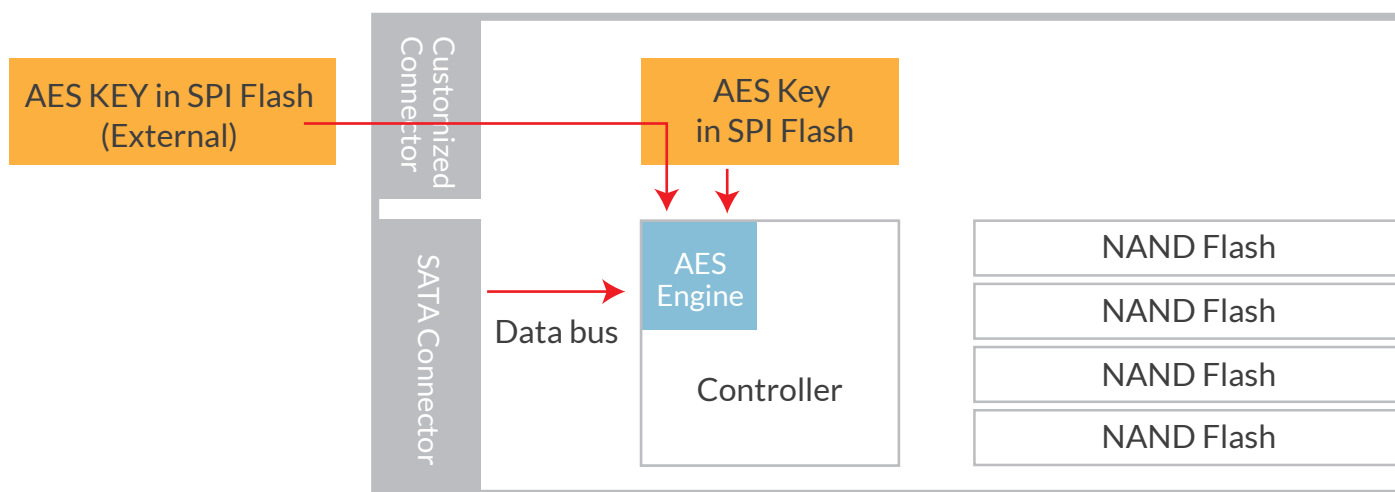 AES KEY in SPI Flash
(External)
Customized
Connector
AES Key
in SPI Flash
SATA Connector
Data bus
AES
Engine
Controller
NAND Flash
NAND Flash
NAND Flash
NAND Flash